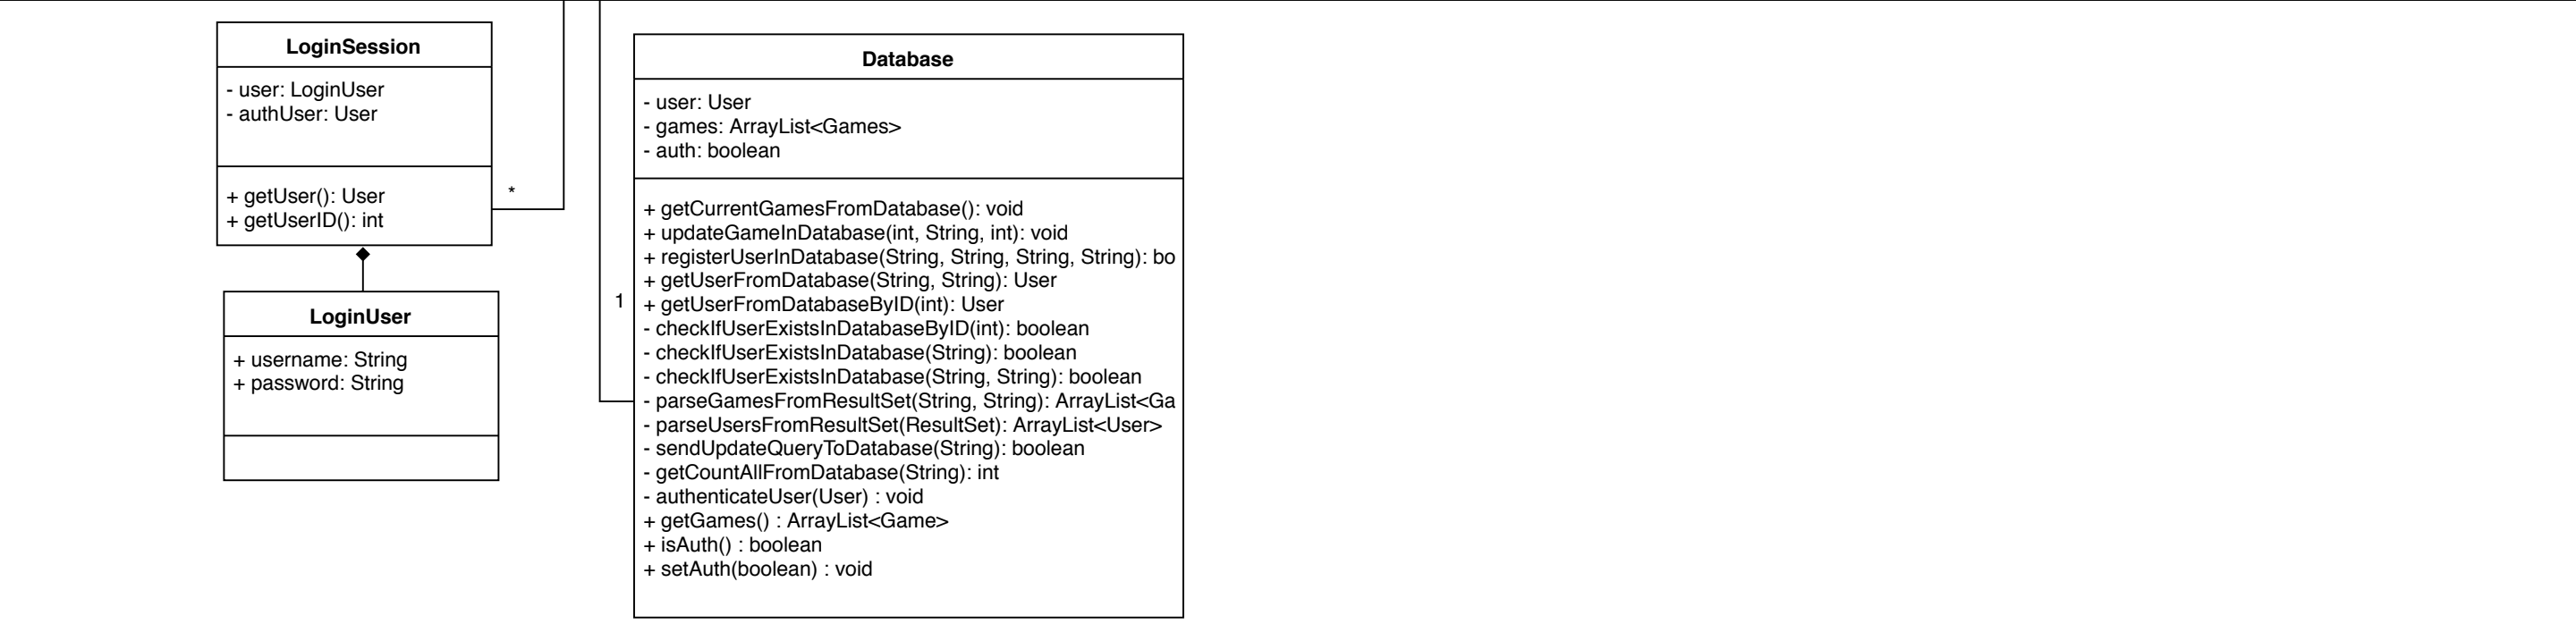 LoginSession
- user: LoginUser
- authUser: User
+ getUser(): User
+ getUserID(): int
*
LoginUser
+ username: String
+ password: String
1
Database
- user: User
- games: ArrayList<Games>
- auth: boolean
+ getCurrentGamesFromDatabase(): void
+ updateGameInDatabase(int, String, int): void
+ registerUserInDatabase(String, String, String, String): bo
+ getUserFromDatabase(String, String): User
+ getUserFromDatabaseByID(int): User
- checkIfUserExistsInDatabaseByID(int): boolean
- checkIfUserExistsInDatabase(String): boolean
- checkIfUserExistsInDatabase(String, String): boolean
- parseGamesFromResultSet(String, String): ArrayList<Ga
- parseUsersFromResultSet(ResultSet): ArrayList<User>
- sendUpdateQueryToDatabase(String): boolean
- getCountAllFromDatabase(String): int
- authenticateUser(User) : void
+ getGames() : ArrayList<Game>
+ isAuth() : boolean
+ setAuth(boolean) : void